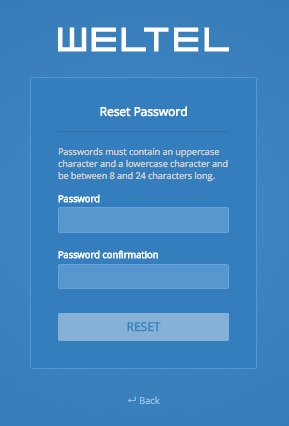 WELTEL
Reset Password
Passwords must contain an uppercase
character and a lowercase character and
be between 8 and 24 characters long.
Password
Password confirmation
RESET
↵ Back